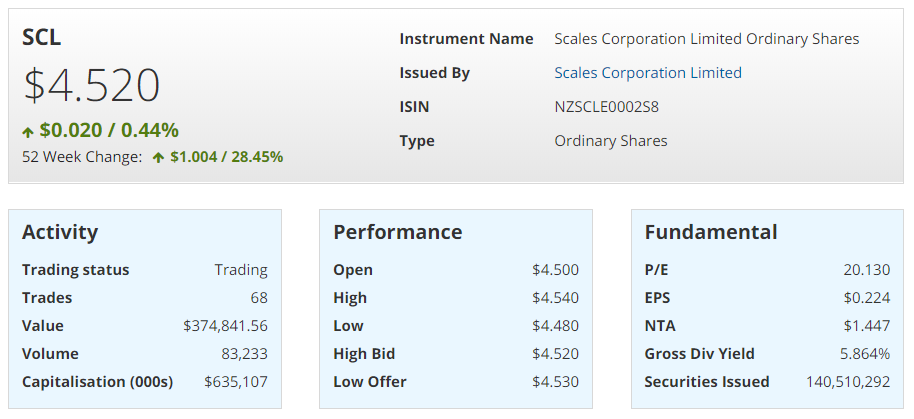 SCL
$4.520
$0.020 / 0.44%
52 Week Change: $1.004 / 28.45%
Instrument Name Scales Corporation Limited Ordinary Shares
Issued By Scales Corporation Limited
ISIN NZSCLE0002S8
Type Ordinary Shares
Activity
Trading status Trading
Trades 68
Value $374,841.56
Volume 83,233
Capitalisation (000s) $635,107
Performance
Open $4.500
High $4.540
Low $4.480
High Bid $4.520
Low Offer $4.530
Fundamental
P/E 20.130
EPS $0.224
NTA $1.447
Gross Div Yield 5.864%
Securities Issued 140,510,292